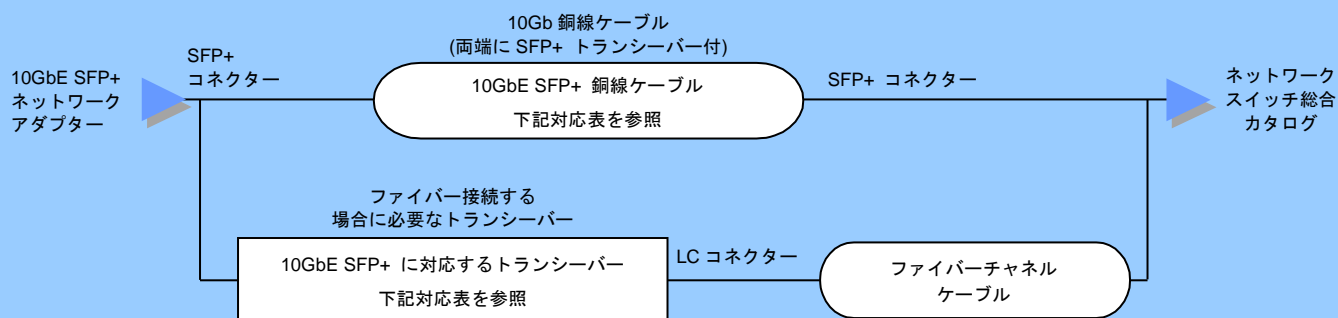 10GbE SFP+
ネットワーク
アダプター
SFP+
コネクター
10Gb 銅線ケーブル
(両端に SFP+ トランシーバー付)
10GbE SFP+ 銅線ケーブル
下記対応表を参照
SFP+ コネクター
ネットワーク
スイッチ総合
カタログ
ファイバー接続する
場合に必要なトランシーバー
10GbE SFP+ に対応するトランシーバー
下記対応表を参照
LC コネクター
ファイバーチャネル
ケーブル